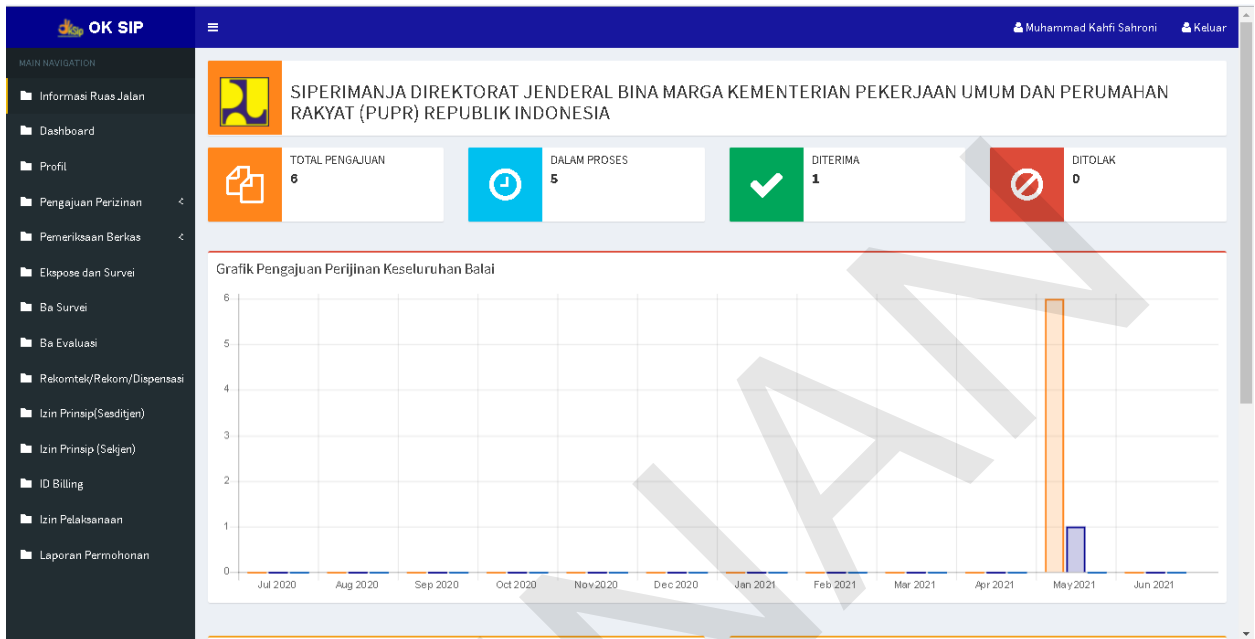 OK SIP
Muhammad Kahfi Sahroni
Keluar
MAIN NAVIGATION
Informasi Ruas Jalan
Dashboard
Profil
Pengajuan Perizinan
Pemeriksaan Berkas
Ekspose dan Survei
Ba Survei
Ba Evaluasi
Rekomtek/Rekom/Dispensasi
Izin Prinsip(Sesditjen)
Izin Prinsip (Sekjen)
ID Billing
Izin Pelaksanaan
Laporan Permohonan
SIPERIMANJA DIREKTORAT JENDERAL BINA MARGA KEMENTERIAN PEKERJAAN UMUM DAN PERUMAHAN
RAKYAT (PUPR) REPUBLIK INDONESIA
TOTAL PENGAJUAN
6
DALAM PROSES
5
DITERIMA
1
DITOLAK
0
Grafik Pengajuan Perijinan Keseluruhan Balai
6
5
4
3
2
1
0
Jul 2020 Aug 2020 Sep 2020 Oct 2020 Nov 2020 Dec 2020 Jan 2021 Feb 2021 Mar 2021 Apr 2021 May 2021 Jun 2021
NAN